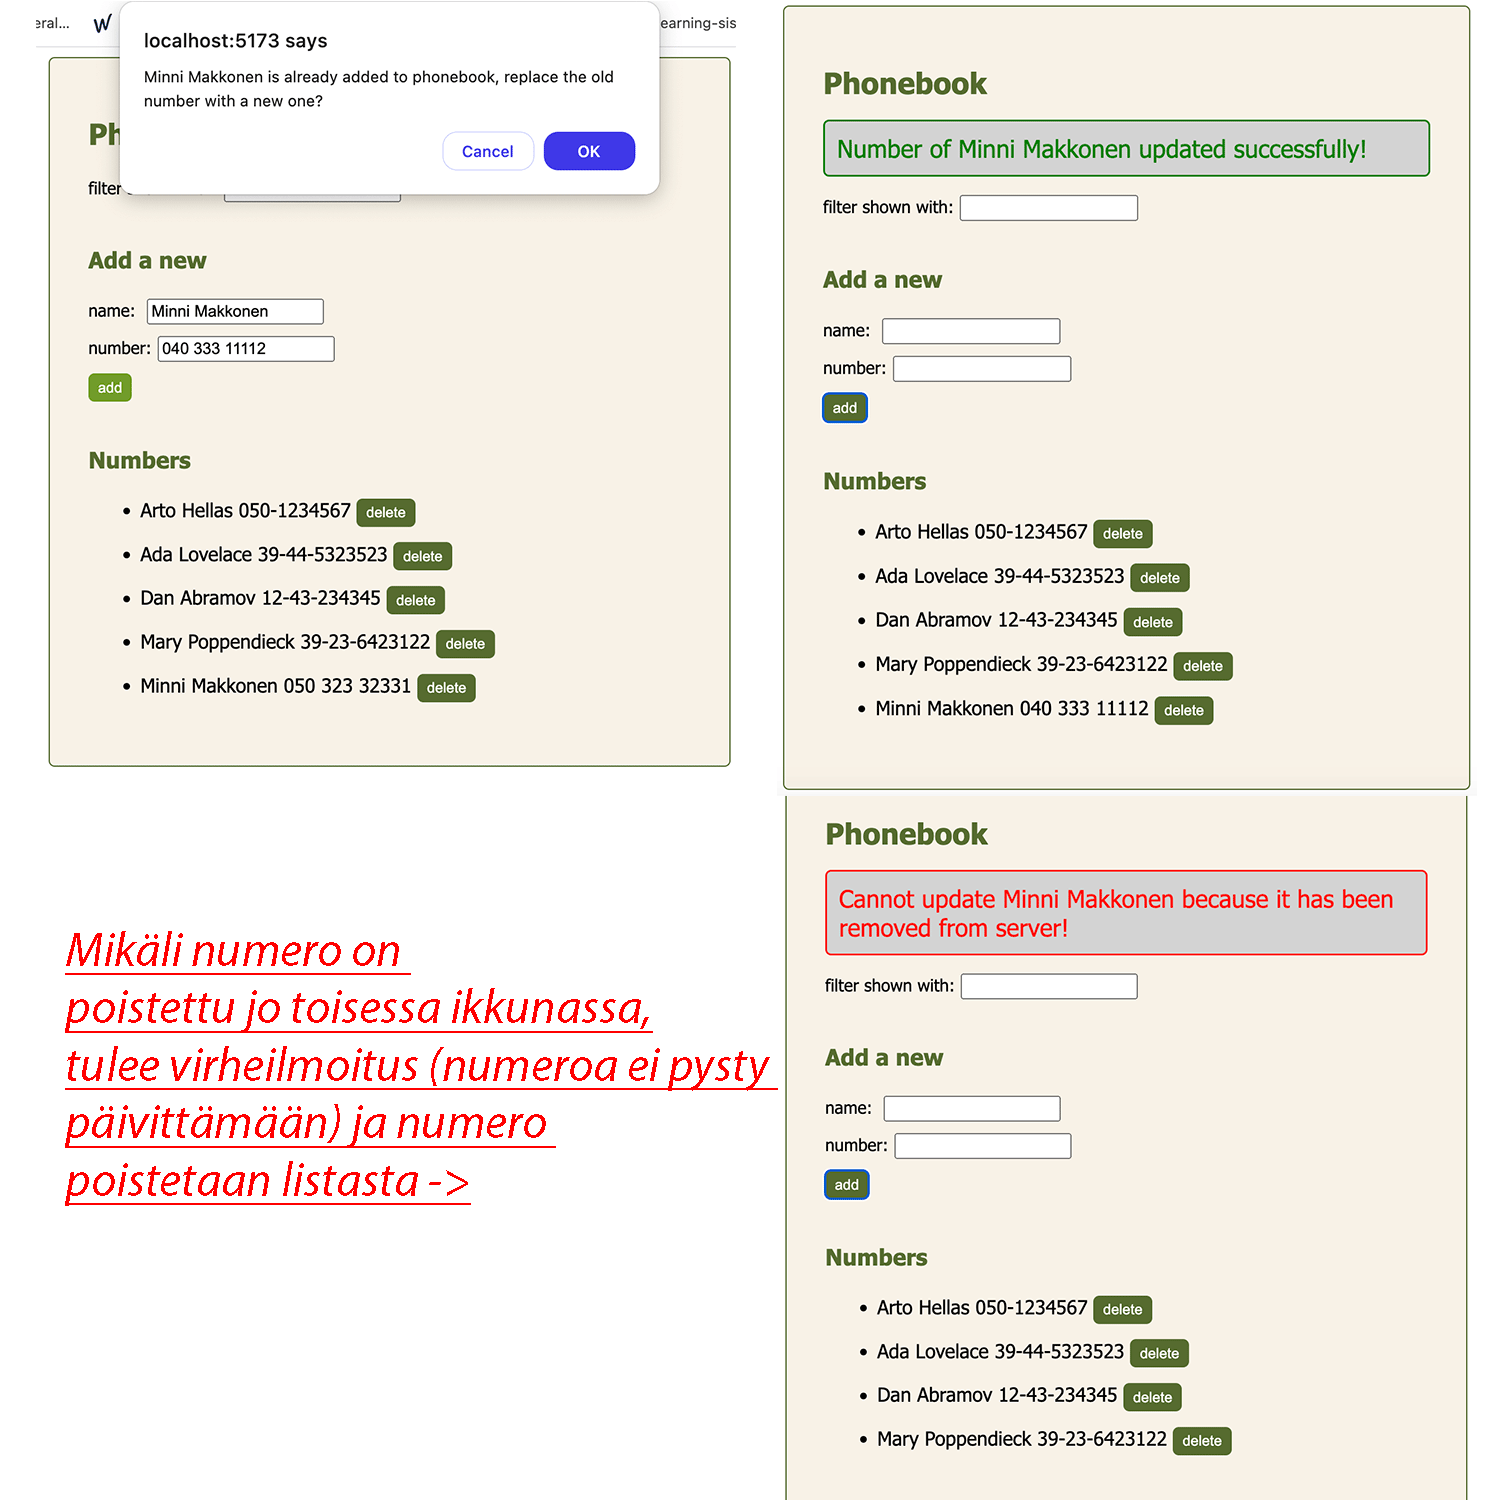 eral...
W
earning-sis
localhost:5173 says
Minni Makkonen is already added to phonebook, replace the old
number with a new one?
Cancel
OK
Ph
filter
Add a new
name: Minni Makkonen
number: 040 333 11112
add
Numbers
• Arto Hellas 050-1234567 delete
• Ada Lovelace 39-44-5323523 delete
• Dan Abramov 12-43-234345 delete
• Mary Poppendieck 39-23-6423122 delete
• Minni Makkonen 050 323 32331 delete
Phonebook
Number of Minni Makkonen updated successfully!
filter shown with:
Add a new
name:
number:
add
Numbers
• Arto Hellas 050-1234567 delete
• Ada Lovelace 39-44-5323523 delete
• Dan Abramov 12-43-234345 delete
• Mary Poppendieck 39-23-6423122 delete
• Minni Makkonen 040 333 11112 delete
Mikäli numero on
poistettu jo toisessa ikkunassa,
tulee virheilmoitus (numeroa ei pysty
päivittämään) ja numero
poistetaan listasta ->
Phonebook
Cannot update Minni Makkonen because it has been
removed from server!
filter shown with:
Add a new
name:
number:
add
Numbers
• Arto Hellas 050-1234567 delete
• Ada Lovelace 39-44-5323523 delete
• Dan Abramov 12-43-234345 delete
• Mary Poppendieck 39-23-6423122 delete